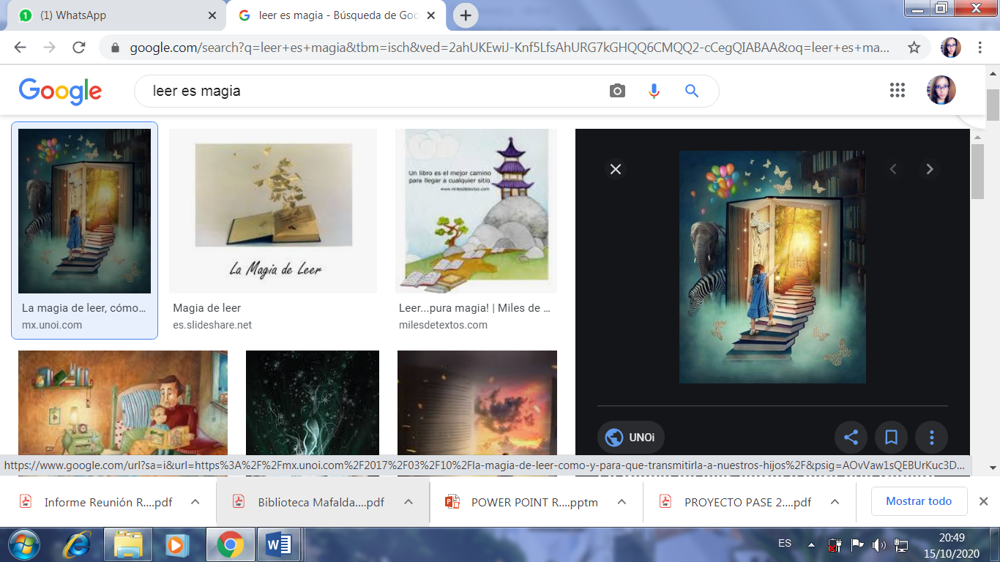 (1) WhatsApp
leer es magia - Búsqueda de Goo
google.com/search?q=leer+es+magia&tbm=isch&ved=2ahUKEwiJ-Knf5LfsAhURG7kGHQQ6CMQQ2-cCegQIABAA&oq=leer+es+ma...
Google
leer es magia
La Magia de Leer
Un libro es el mejor camino
para llegar a cualquier sitio
www.milesdetextos.com
La magia de leer, cómo...
mx.unoi.com
Magia de leer
es.slideshare.net
Leer...pura magia! | Miles de ...
milesdetextos.com
UNOi
https://www.google.com/url?sa=i&url=https%3A%2F%2Fmx.unoi.com%2F2017%2F03%2F10%2Fla-magia-de-leer-como-y-para-que-transmitirla-a-nuestros-hijos%2F&psig=AOvVaw1sQEBUrKuc3D...
Informe Reunión R....pdf
Biblioteca Mafalda....pdf
POWER POINT R....pptm
PROYECTO PASE 2....pdf
Mostrar todo
ES
20:49
15/10/2020